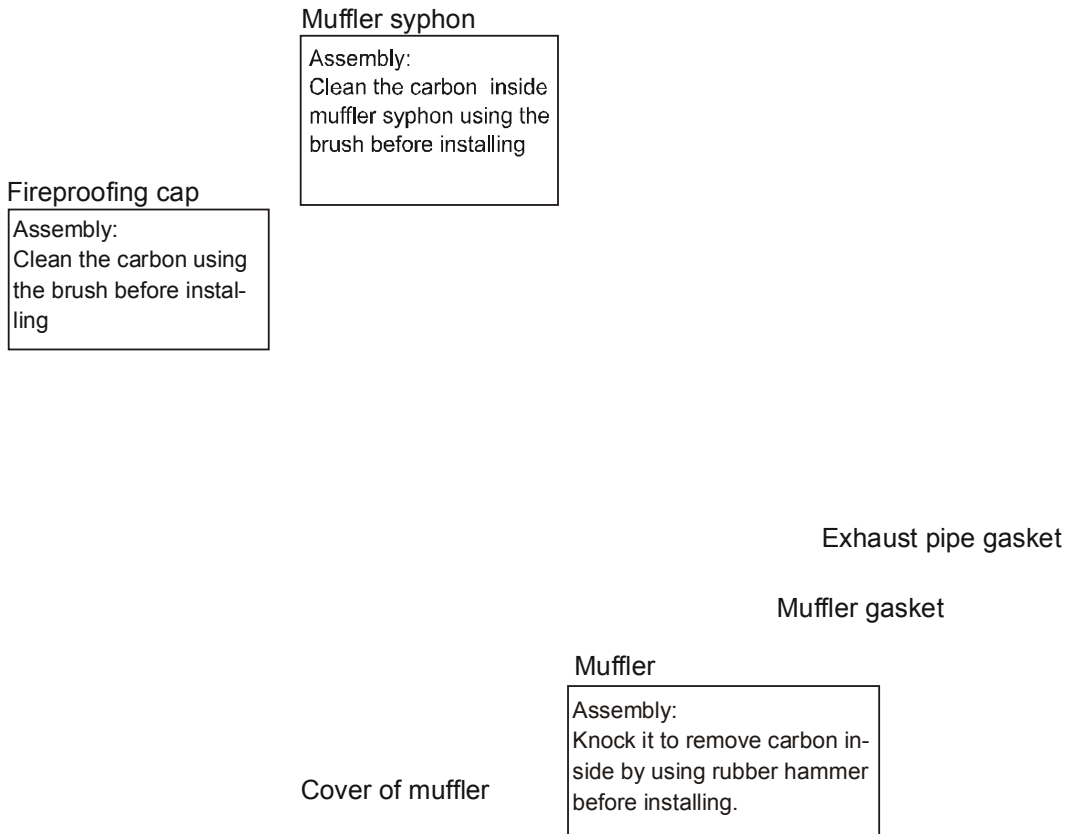 Muffler syphon
Assembly:
Clean the carbon inside
muffler syphon using the
brush before installing
Fireproofing cap
Assembly:
Clean the carbon using
the brush before instal-
ling
Exhaust pipe gasket
Muffler gasket
Muffler
Assembly:
Knock it to remove carbon in-
side by using rubber hammer
before installing.
Cover of muffler